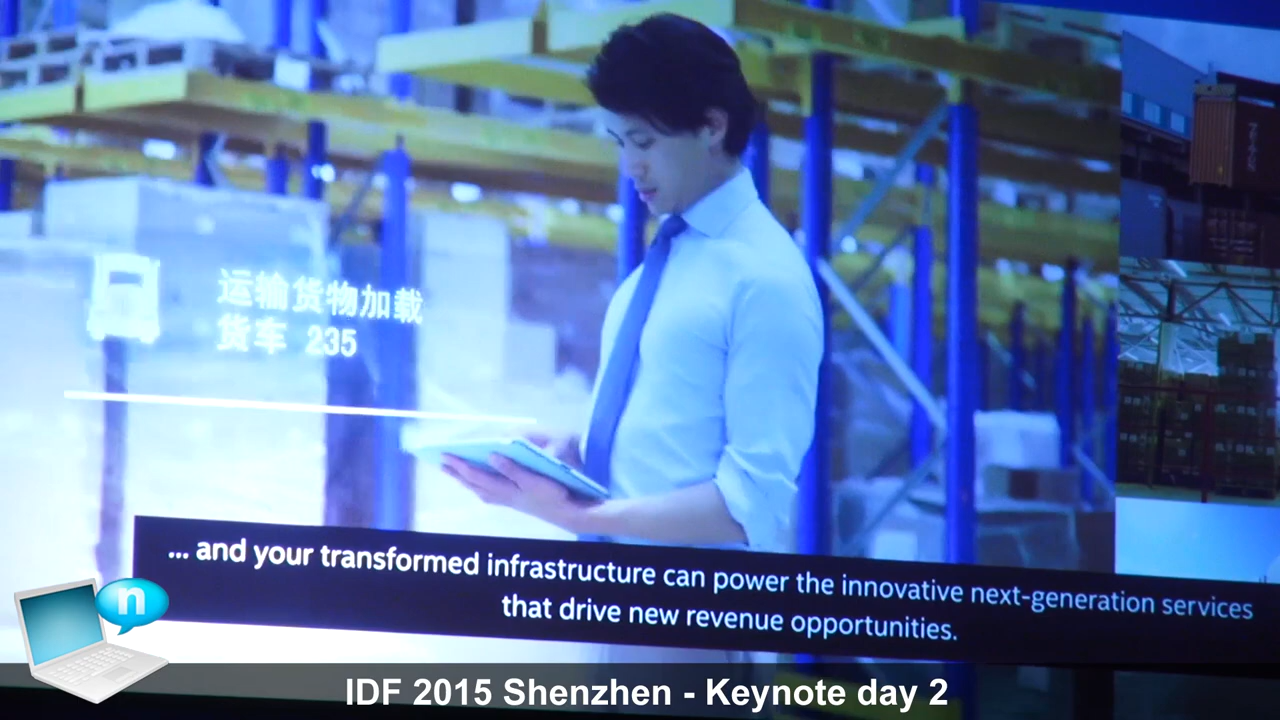 运输货物加载
货车 235
... and your transformed infrastructure can power the innovative next-generation services
that drive new revenue opportunities.
n
IDF 2015 Shenzhen - Keynote day 2